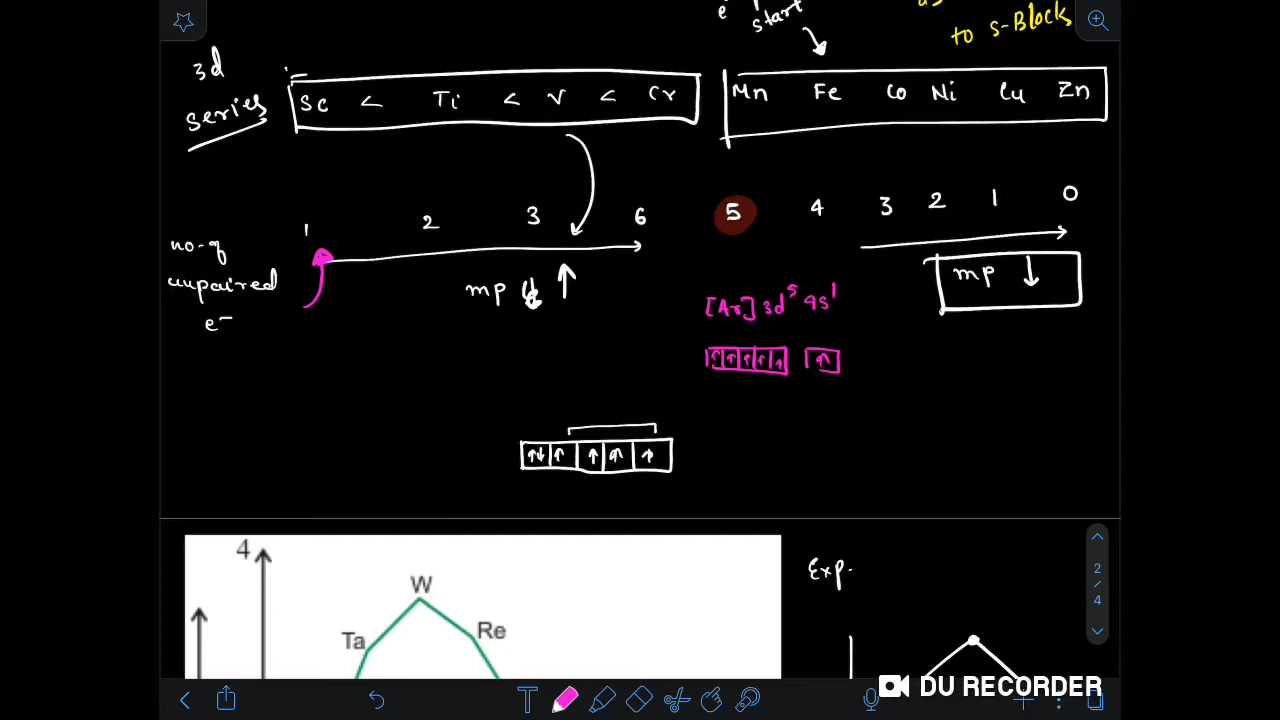 e
start
to s-Block
3d
series
Sc < Ti < V < Cr
Mn Fe Co Ni Cu Zn
1 2 3 6 5 4 3 2 1 0
no-of
unpaired
e⁻
mp ↓ ↑
mp ↓
[Ar] 3d⁵ 4s¹
↑ ↑ ↑ ↑ ↑ ↑
↑↓ ↑ ↑ ↑ ↑
4
W
Ta
Re
Exp.
2
/
4
T
DU RECORDER